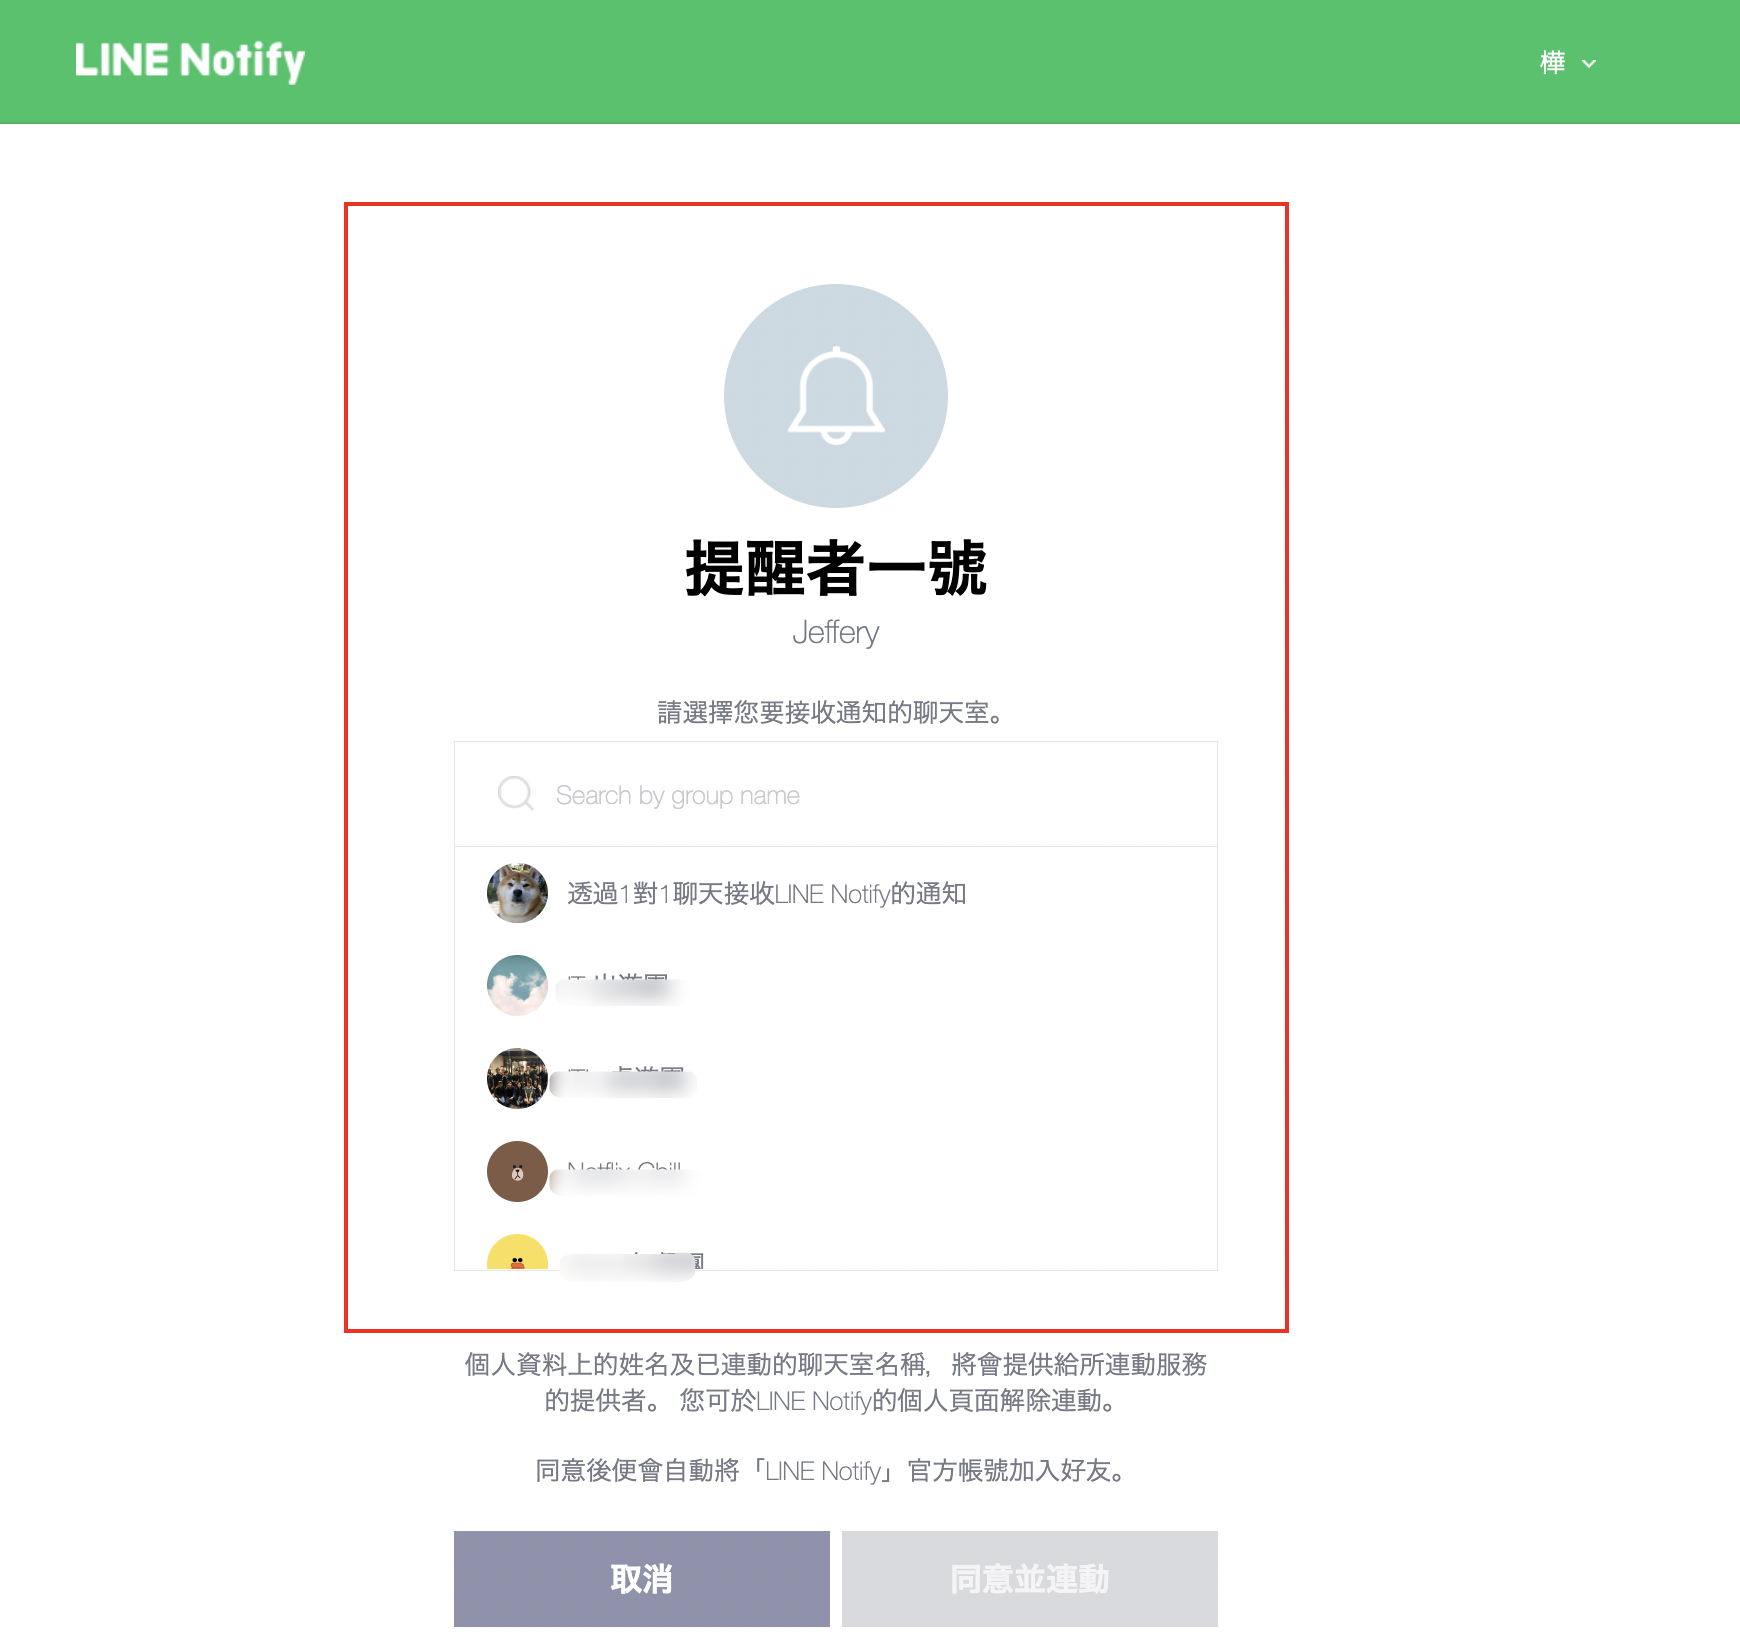 LINE Notify
樺
提醒者一號
Jeffery
請選擇您要接收通知的聊天室。
Search by group name
透過1對1聊天接收LINE Notify的通知
Netflix Chill
個人資料上的姓名及已連動的聊天室名稱，將會提供給所連動服務
的提供者。 您可於LINE Notify的個人頁面解除連動。
同意後便會自動將「LINE Notify」官方帳號加入好友。
取消
同意並連動